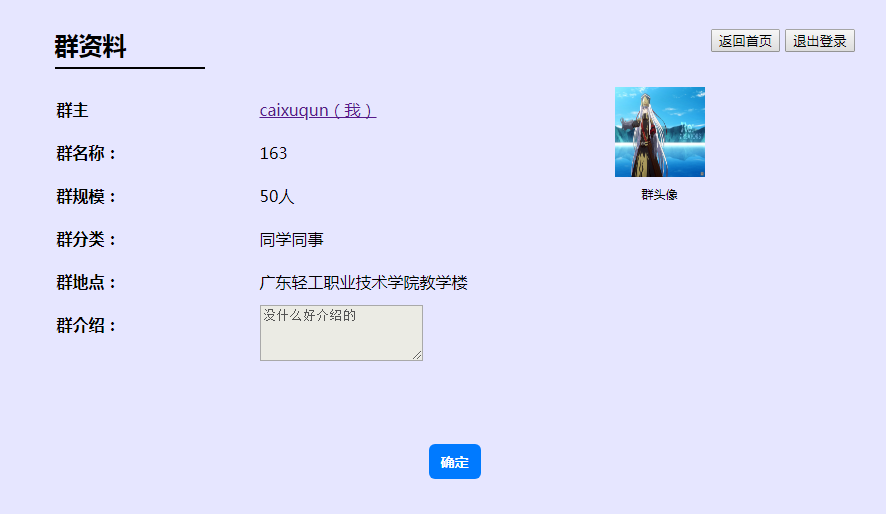 群资料
返回首页 退出登录
群主 caixuqun（我）
群名称： 163
群规模： 50人
群头像
群分类： 同学同事
群地点： 广东轻工职业技术学院教学楼
群介绍： 没什么好介绍的
确定